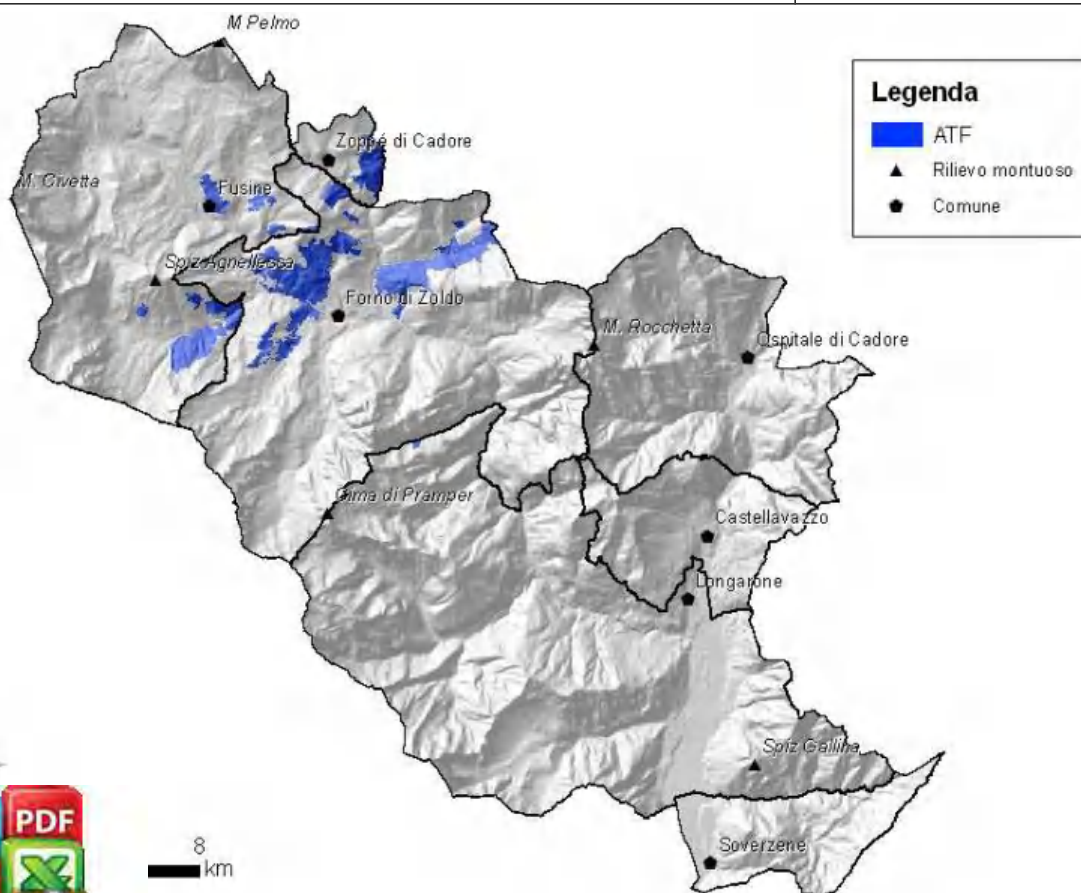 M Pelmo
Legenda
ATF
Rilievo montuoso
Comune
Zoppé di Cadore
M. Civetta
Fusine
Spiz Agnellessa
Forno di Zoldo
M. Rocchetta
Ospitale di Cadore
Cima di Pramper
Castellavazzo
Longarone
Spiz Gallina
PDF
8
km
Soverzene